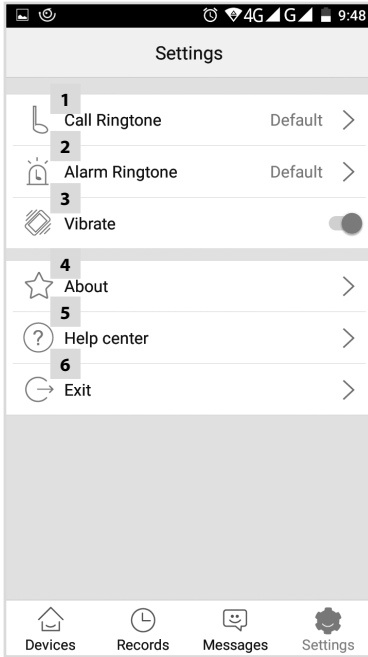 4G G 9:48
Settings
1
Call Ringtone Default
2
Alarm Ringtone Default
3
Vibrate
4
About
5
? Help center
6
Exit
Devices Records Messages Settings